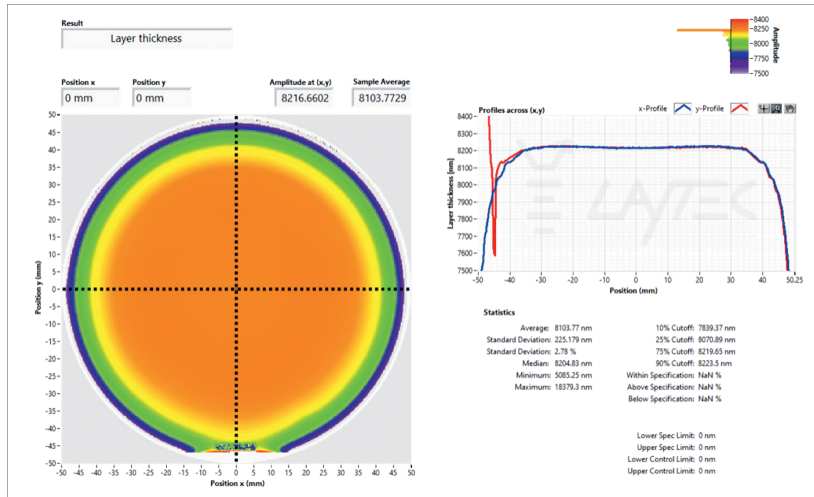 Result
Layer thickness
Position x
Position y
Amplitude at (x,y)
Sample Average
0 mm
0 mm
8216.6602
8103.7729
8400
8250
8000
7750
7500
Amplitude
Profiles across (x,y)
x-Profile
y-Profile
50
45
40
35
30
25
20
15
10
5
0
-5
-10
-15
-20
-25
-30
-35
-40
-45
-50
Position y (mm)
-50 -45 -40 -35 -30 -25 -20 -15 -10 -5 0 5 10 15 20 25 30 35 40 45 50
Position x (mm)
8400
8300
8200
8100
8000
7900
7800
7700
7600
7500
Layer thickness [nm]
LAYTEC
-50 -40 -30 -20 -10 0 10 20 30 40 50.25
Position (mm)
Statistics
Average: 8103.77 nm
Standard Deviation: 225.179 nm
Standard Deviation: 2.78 %
Median: 8204.83 nm
Minimum: 5085.25 nm
Maximum: 18379.3 nm
10% Cutoff: 7839.37 nm
25% Cutoff: 8070.89 nm
75% Cutoff: 8219.65 nm
90% Cutoff: 8223.5 nm
Within Specification: NaN %
Above Specification: NaN %
Below Specification: NaN %
Lower Spec Limit: 0 nm
Upper Spec Limit: 0 nm
Lower Control Limit: 0 nm
Upper Control Limit: 0 nm